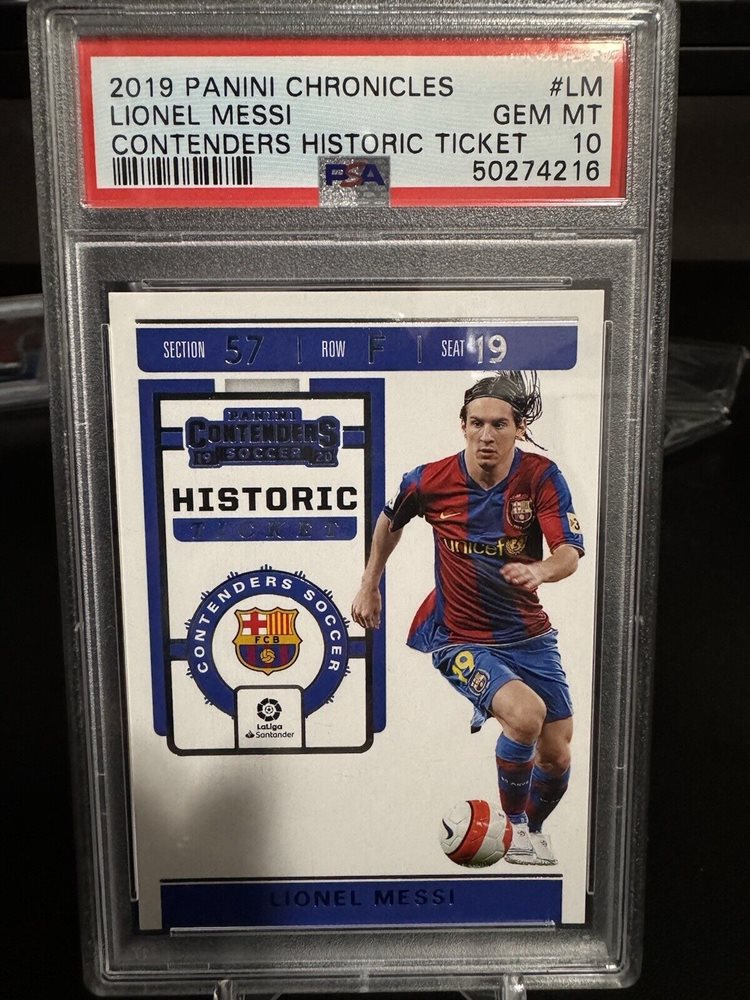 2019 PANINI CHRONICLES #LM
LIONEL MESSI GEM MT
CONTENDERS HISTORIC TICKET 10
PSA 50274216
SECTION 57 | ROW F | SEAT 19
PANINI
CONTENDERS
19 SOCCER 20
HISTORIC
TICKET
CONTENDERS SOCCER
FCB
LaLiga
Santander
unicef
19
LIONEL MESSI